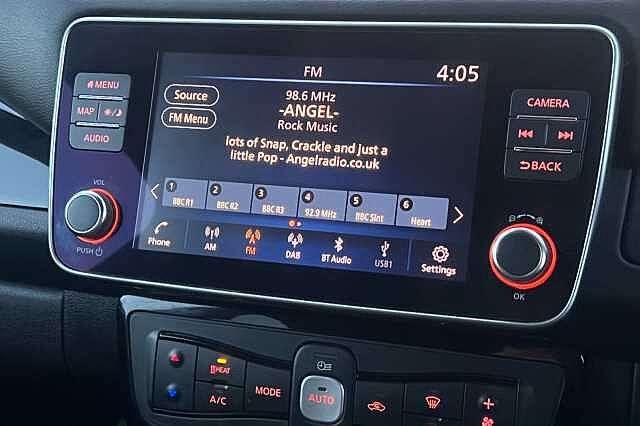 FM
4:05
MENU
MAP
AUDIO
VOL
PUSH
Source
FM Menu
98.6 MHz
-ANGEL-
Rock Music
lots of Snap, Crackle and just a
little Pop - Angelradio.co.uk
1 BBC R1
2 BBC R2
3 BBC R3
4 92.9 MHz
5 BBC SInt
6 Heart
Phone
AM
FM
DAB
BT Audio
USB1
Settings
CAMERA
BACK
OK
HEAT
A/C
MODE
AUTO